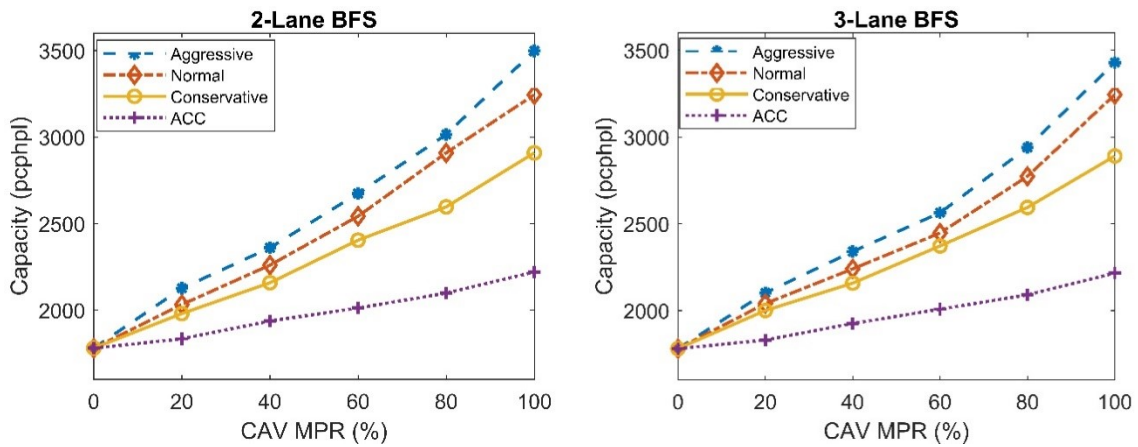 2-Lane BFS
3500
3000
2500
2000
Capacity (pcphpl)
Aggressive
Normal
Conservative
ACC
0 20 40 60 80 100
CAV MPR (%)
3-Lane BFS
3500
3000
2500
2000
Capacity (pcphpl)
Aggressive
Normal
Conservative
ACC
0 20 40 60 80 100
CAV MPR (%)